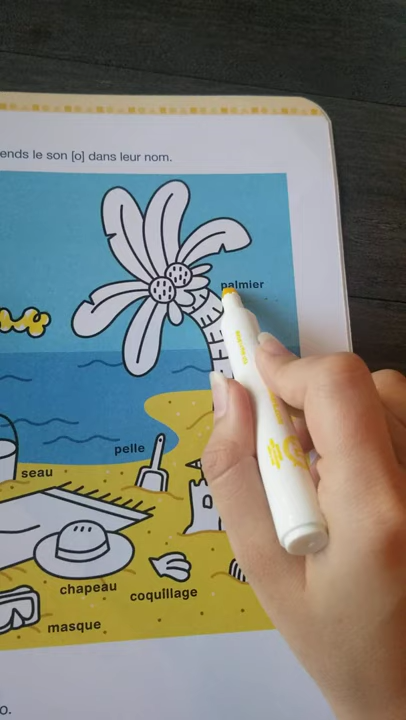 ends le son [o] dans leur nom.
palmier
pelle
seau
chapeau
coquillage
masque
o.